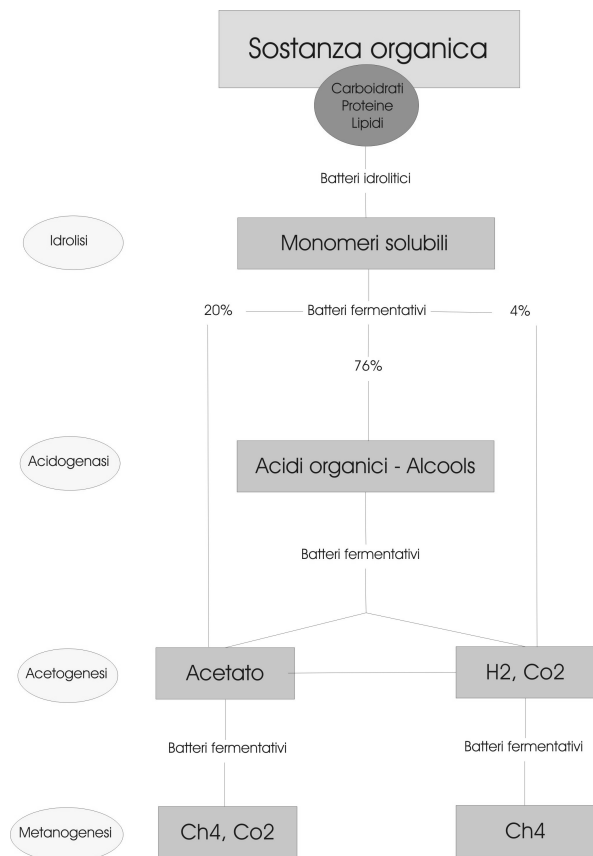 Sostanza organica
Carboidrati
Proteine
Lipidi
Batteri idrolitici
Idrolisi
Monomeri solubili
20%
Batteri fermentativi
4%
76%
Acidogenasi
Acidi organici - Alcools
Batteri fermentativi
Acetogenesi
Acetato
H2, Co2
Batteri fermentativi
Batteri fermentativi
Metanogenesi
Ch4, Co2
Ch4